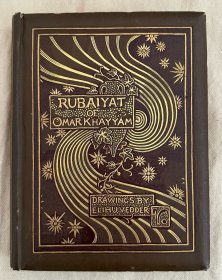 RUBAIYAT
OF
OMAR KHAYYAM
DRAWINGS BY
ELIHU VEDDER